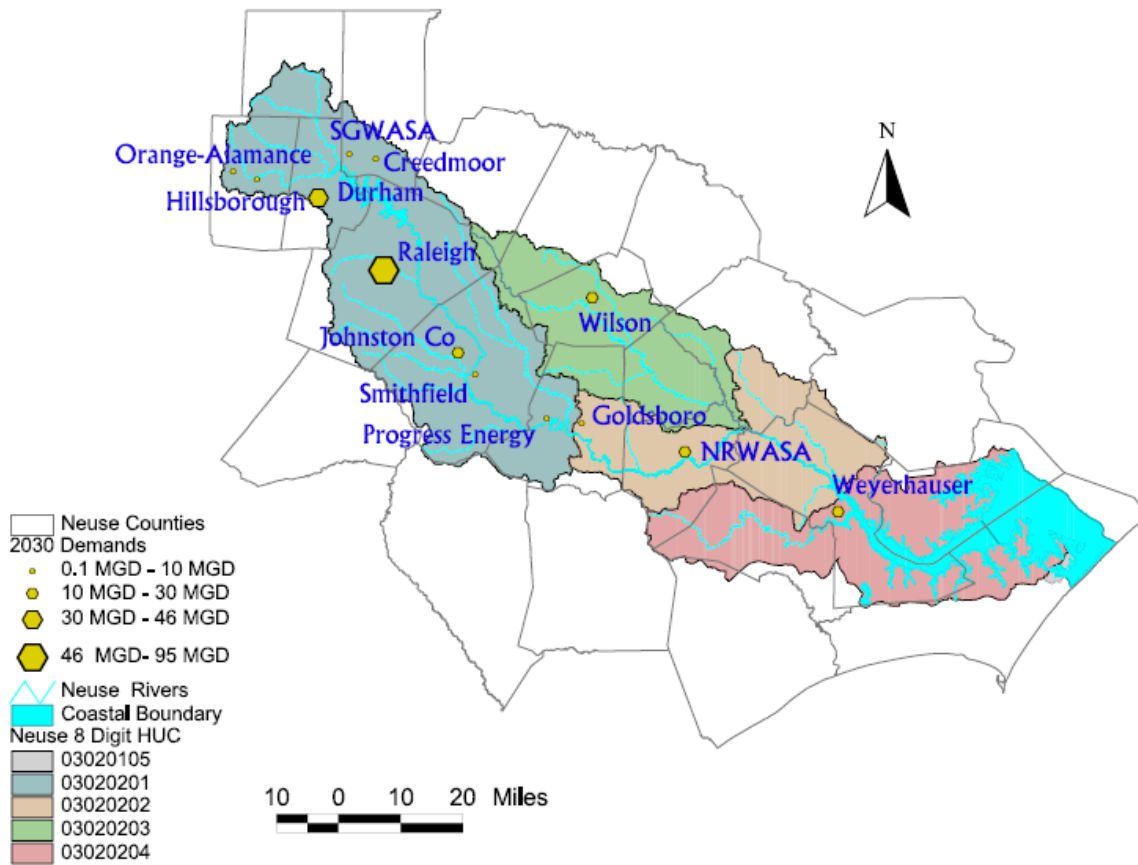 N
SGWASA
Orange-Alamance
Creedmoor
Hillsborough
Durham
Raleigh
Wilson
Johnston Co
Smithfield
Goldsboro
Progress Energy
NRWASA
Weyerhauser
Neuse Counties
2030 Demands
0.1 MGD - 10 MGD
10 MGD - 30 MGD
30 MGD - 46 MGD
46 MGD- 95 MGD
Neuse Rivers
Coastal Boundary
Neuse 8 Digit HUC
03020105
03020201
03020202
03020203
03020204
10 0 10 20 Miles